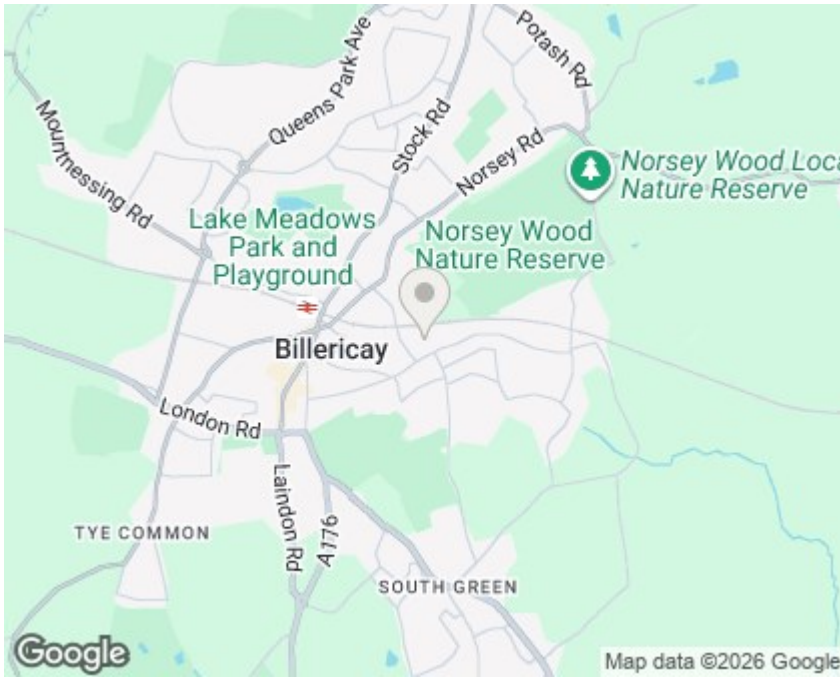 Potash Rd
Queens Park Ave
Stock Rd
Mountnessing Rd
Norsey Rd
Norsey Wood Loca
Nature Reserve
Lake Meadows
Park and
Playground
Norsey Wood
Nature Reserve
Billericay
London Rd
Laindon Rd
A176
TYE COMMON
SOUTH GREEN
Google
Map data ©2026 Google